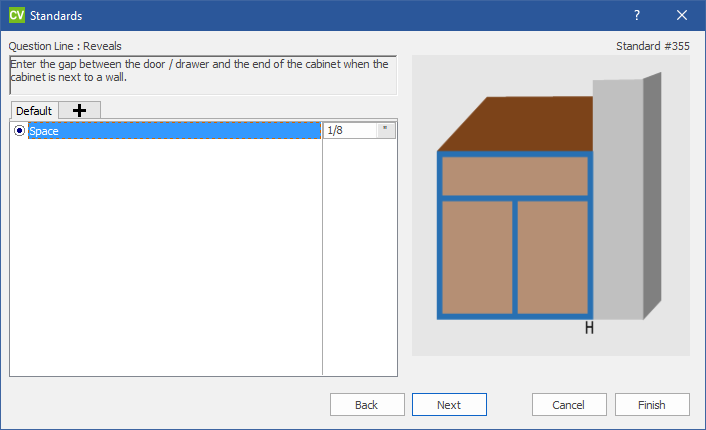 CV Standards ?
Question Line : Reveals
Standard #355
Enter the gap between the door / drawer and the end of the cabinet when the
cabinet is next to a wall.
Default
Space 1/8 "
H
Back Next Cancel Finish